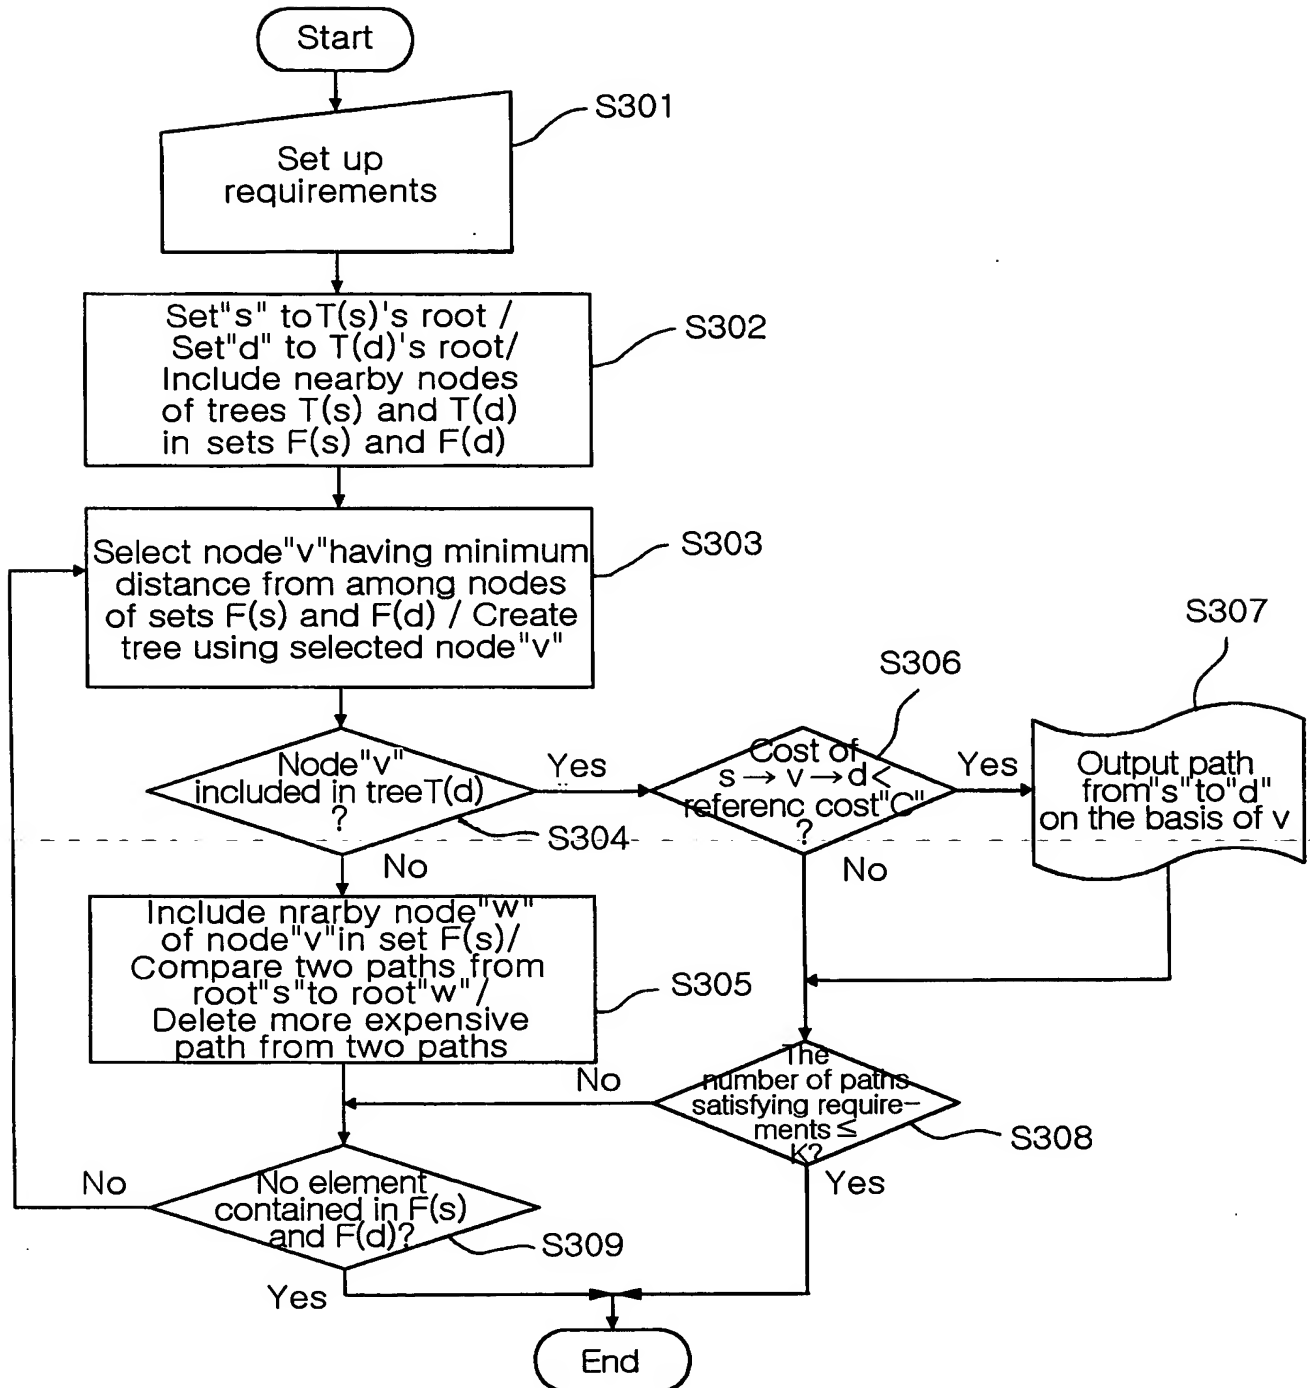 Start
S301
Set up
requirements
S302
Set"s" to T(s)'s root /
Set"d" to T(d)'s root/
Include nearby nodes
of trees T(s) and T(d)
in sets F(s) and F(d)
S303
Select node"v"having minimum
distance from among nodes
of sets F(s) and F(d) / Create
tree using selected node"v"
Node"v"
included in treeT(d)
?
S304
Yes
No
S306
Cost of
s → v → d <
referenc cost"C"
?
Yes
No
S307
Output path
from"s"to"d"
on the basis of v
Include nrarby node"w"
of node"v"in set F(s)/
Compare two paths from
root"s"to root"w"/
Delete more expensive
path from two paths
S305
The
number of paths
satisfying require-
ments ≤
K?
S308
No
Yes
No element
contained in F(s)
and F(d)?
S309
No
Yes
End